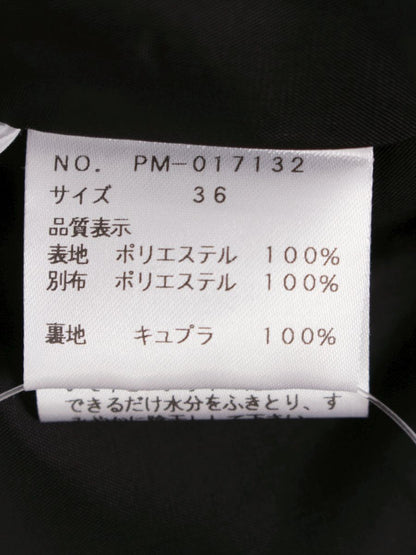 NO. PM-017132
サイズ 36
品質表示
表地 ポリエステル 100%
別布 ポリエステル 100%
裏地 キュプラ 100%
できるだけ水分をふきとり、す